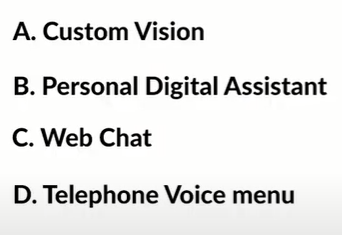 A. Custom Vision
B. Personal Digital Assistant
C. Web Chat
D. Telephone Voice menu